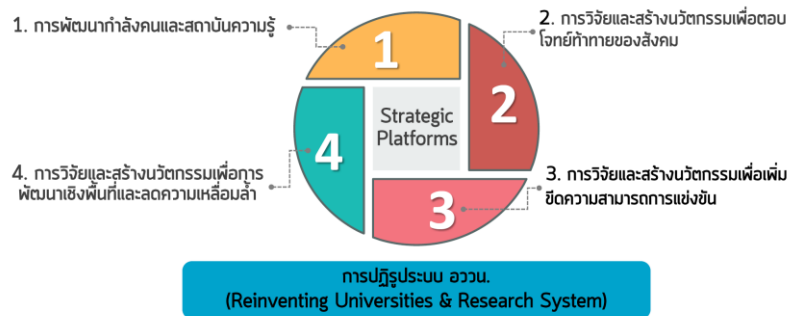 1. การพัฒนากำลังคนและสถาบันความรู้
1
2. การวิจัยและสร้างนวัตกรรมเพื่อตอบ
โจทย์ท้าทายของสังคม
2
Strategic
Platforms
4
4. การวิจัยและสร้างนวัตกรรมเพื่อการ
พัฒนาเชิงพื้นที่และลดความเหลื่อมล้ำ
3. การวิจัยและสร้างนวัตกรรมเพื่อเพิ่ม
ขีดความสามารถการแข่งขัน
3
การปฏิรูประบบ อววน.
(Reinventing Universities & Research System)